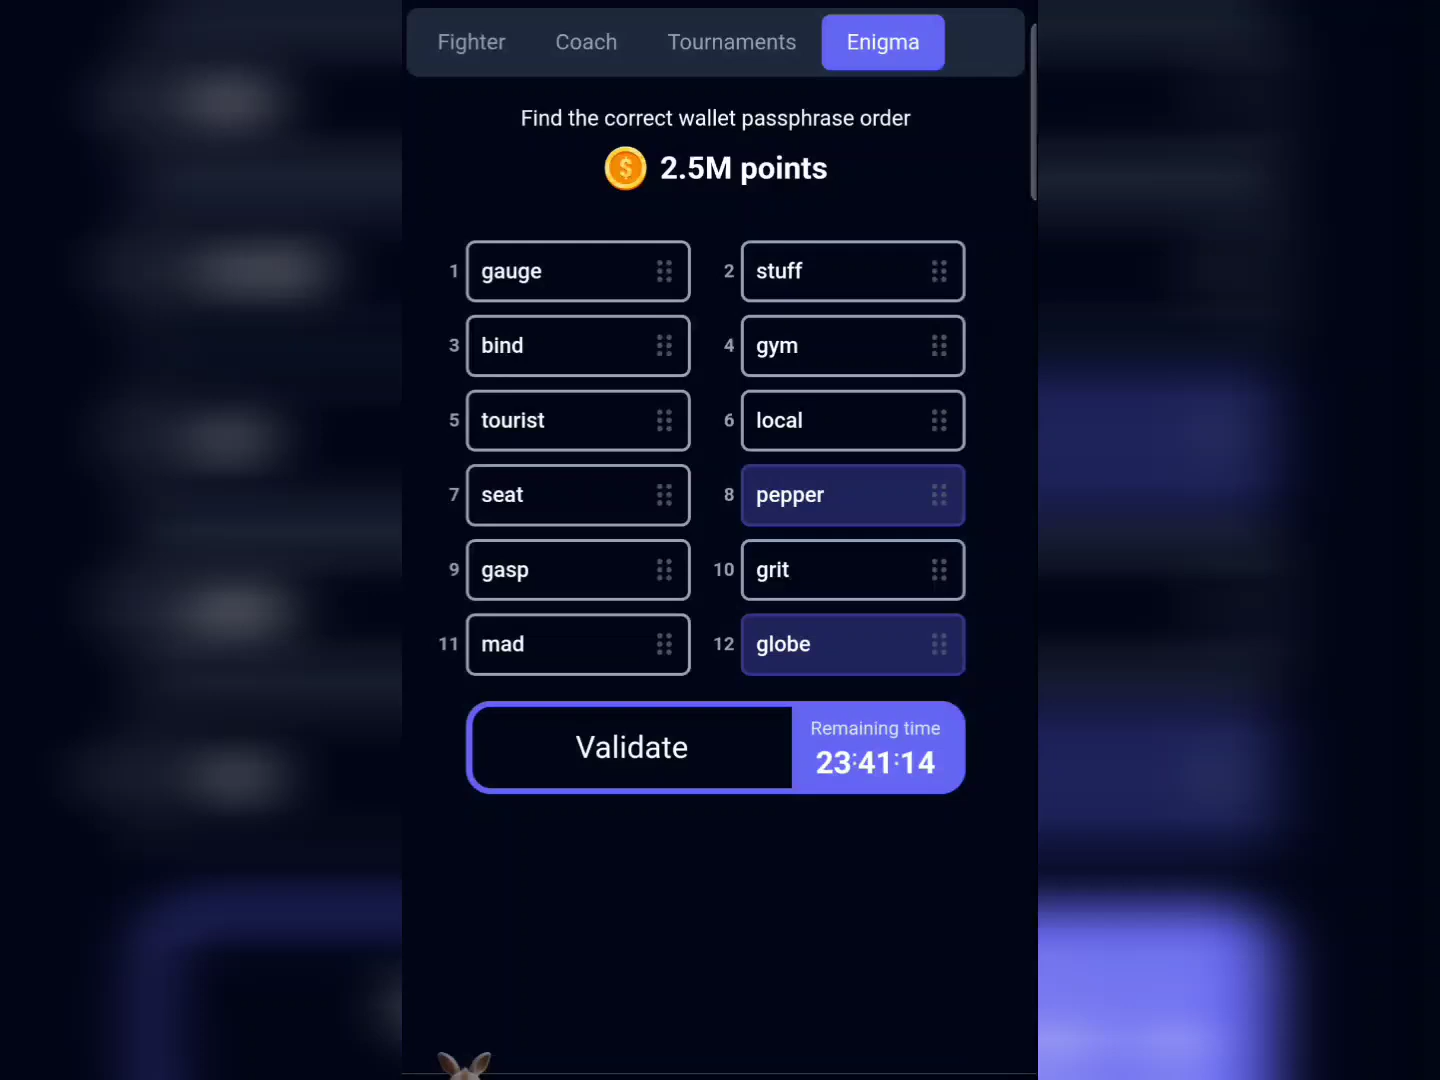 Fighter Coach Tournaments Enigma
Find the correct wallet passphrase order
2.5M points
1 gauge 2 stuff
3 bind 4 gym
5 tourist 6 local
7 seat 8 pepper
9 gasp 10 grit
11 mad 12 globe
Validate
Remaining time
23:41:14